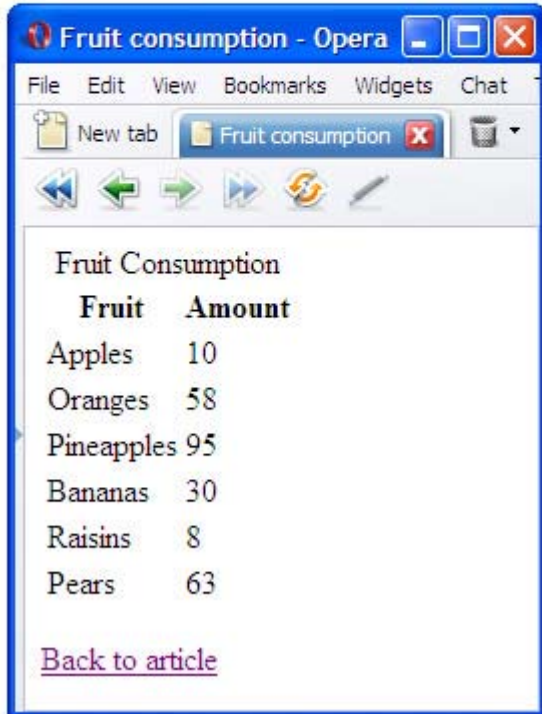 Fruit consumption - Opera
File Edit View Bookmarks Widgets Chat
New tab Fruit consumption
Fruit Consumption
Fruit Amount
Apples 10
Oranges 58
Pineapples 95
Bananas 30
Raisins 8
Pears 63
Back to article